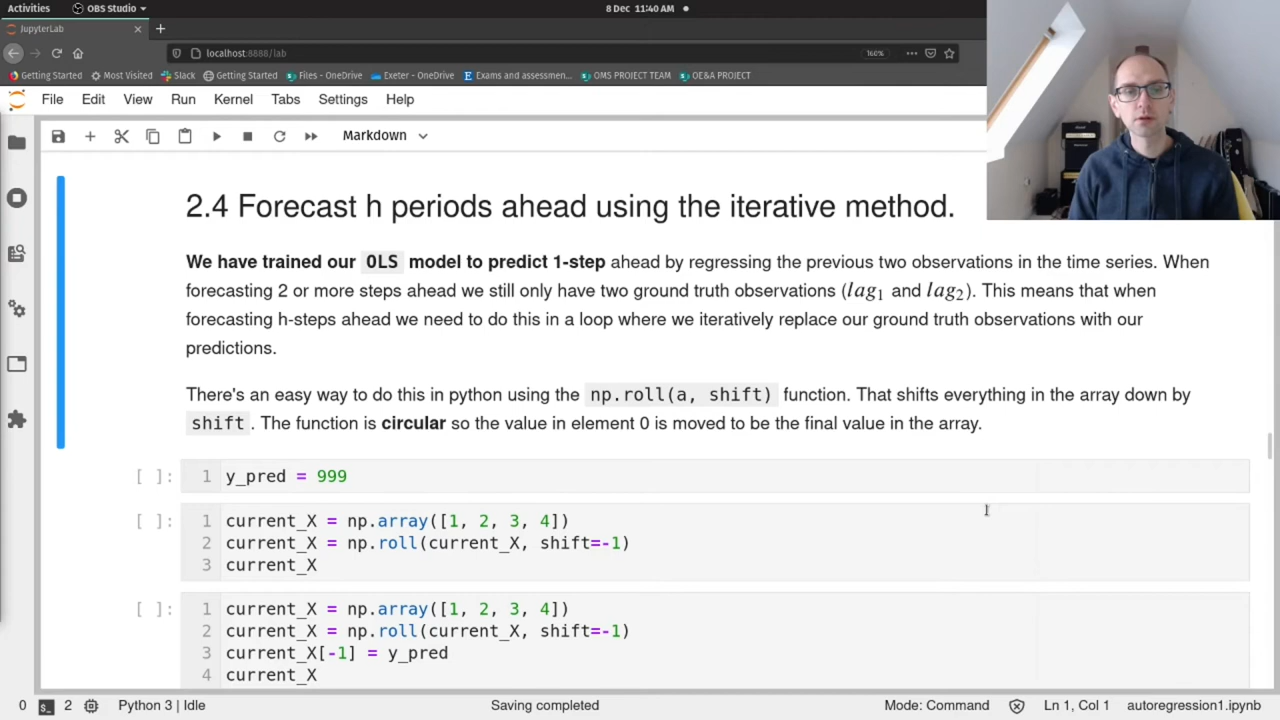 Activities
OBS Studio
8 Dec 11:40 AM
JupyterLab
localhost:8888/lab
160%
Getting Started
Most Visited
Slack
Getting Started
Files - OneDrive
Exeter - OneDrive
Exams and assessmen...
OMS PROJECT TEAM
OE&A PROJECT
File Edit View Run Kernel Tabs Settings Help
Markdown
2.4 Forecast h periods ahead using the iterative method.
We have trained our OLS model to predict 1-step ahead by regressing the previous two observations in the time series. When
forecasting 2 or more steps ahead we still only have two ground truth observations (lag₁ and lag₂). This means that when
forecasting h-steps ahead we need to do this in a loop where we iteratively replace our ground truth observations with our
predictions.
There's an easy way to do this in python using the np.roll(a, shift) function. That shifts everything in the array down by
shift. The function is circular so the value in element 0 is moved to be the final value in the array.
[ ]: 1 y_pred = 999
[ ]: 1 current_X = np.array([1, 2, 3, 4])
2 current_X = np.roll(current_X, shift=-1)
3 current_X
[ ]: 1 current_X = np.array([1, 2, 3, 4])
2 current_X = np.roll(current_X, shift=-1)
3 current_X[-1] = y_pred
4 current_X
0 2 Python 3 | Idle Saving completed Mode: Command Ln 1, Col 1 autoregression1.ipynb